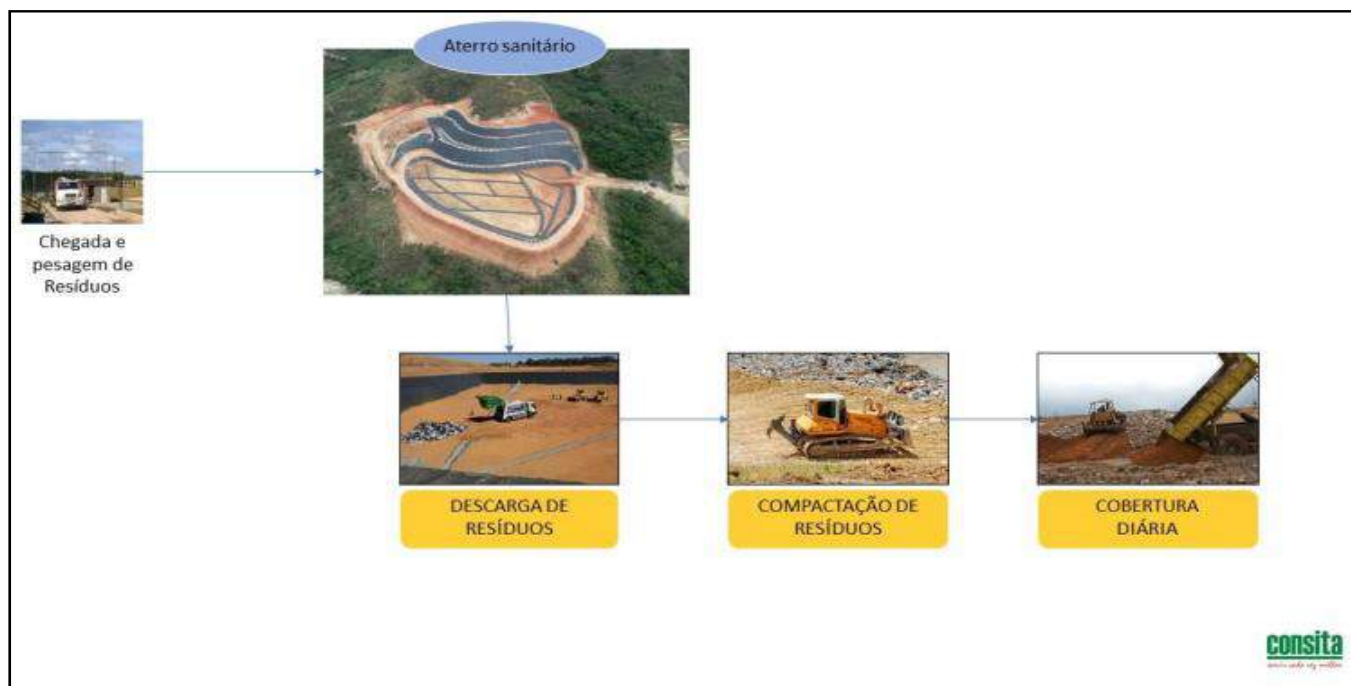 Aterro sanitário
Chegada e
pesagem de
Resíduos
DESCARGA DE
RESÍDUOS
COMPACTAÇÃO DE
RESÍDUOS
COBERTURA
DIÁRIA
consita